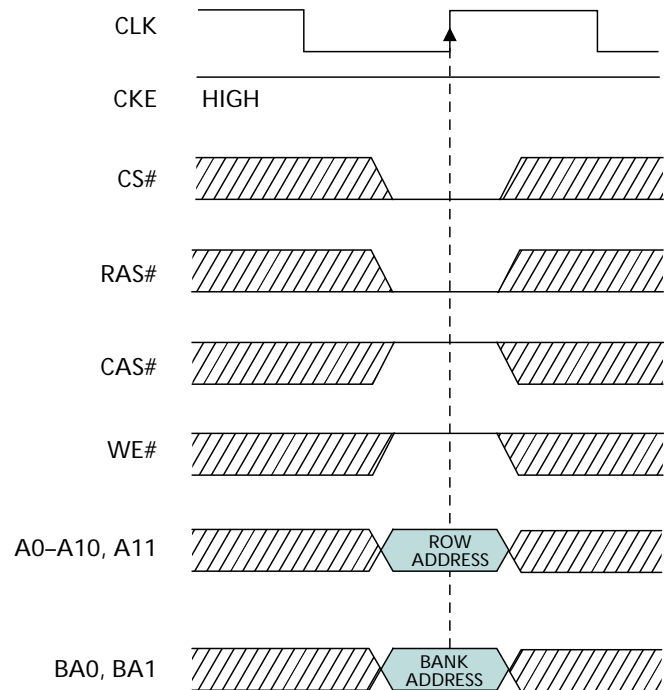 CLK
CKE HIGH
CS#
RAS#
CAS#
WE#
A0–A10, A11 ROW
ADDRESS
BA0, BA1 BANK
ADDRESS